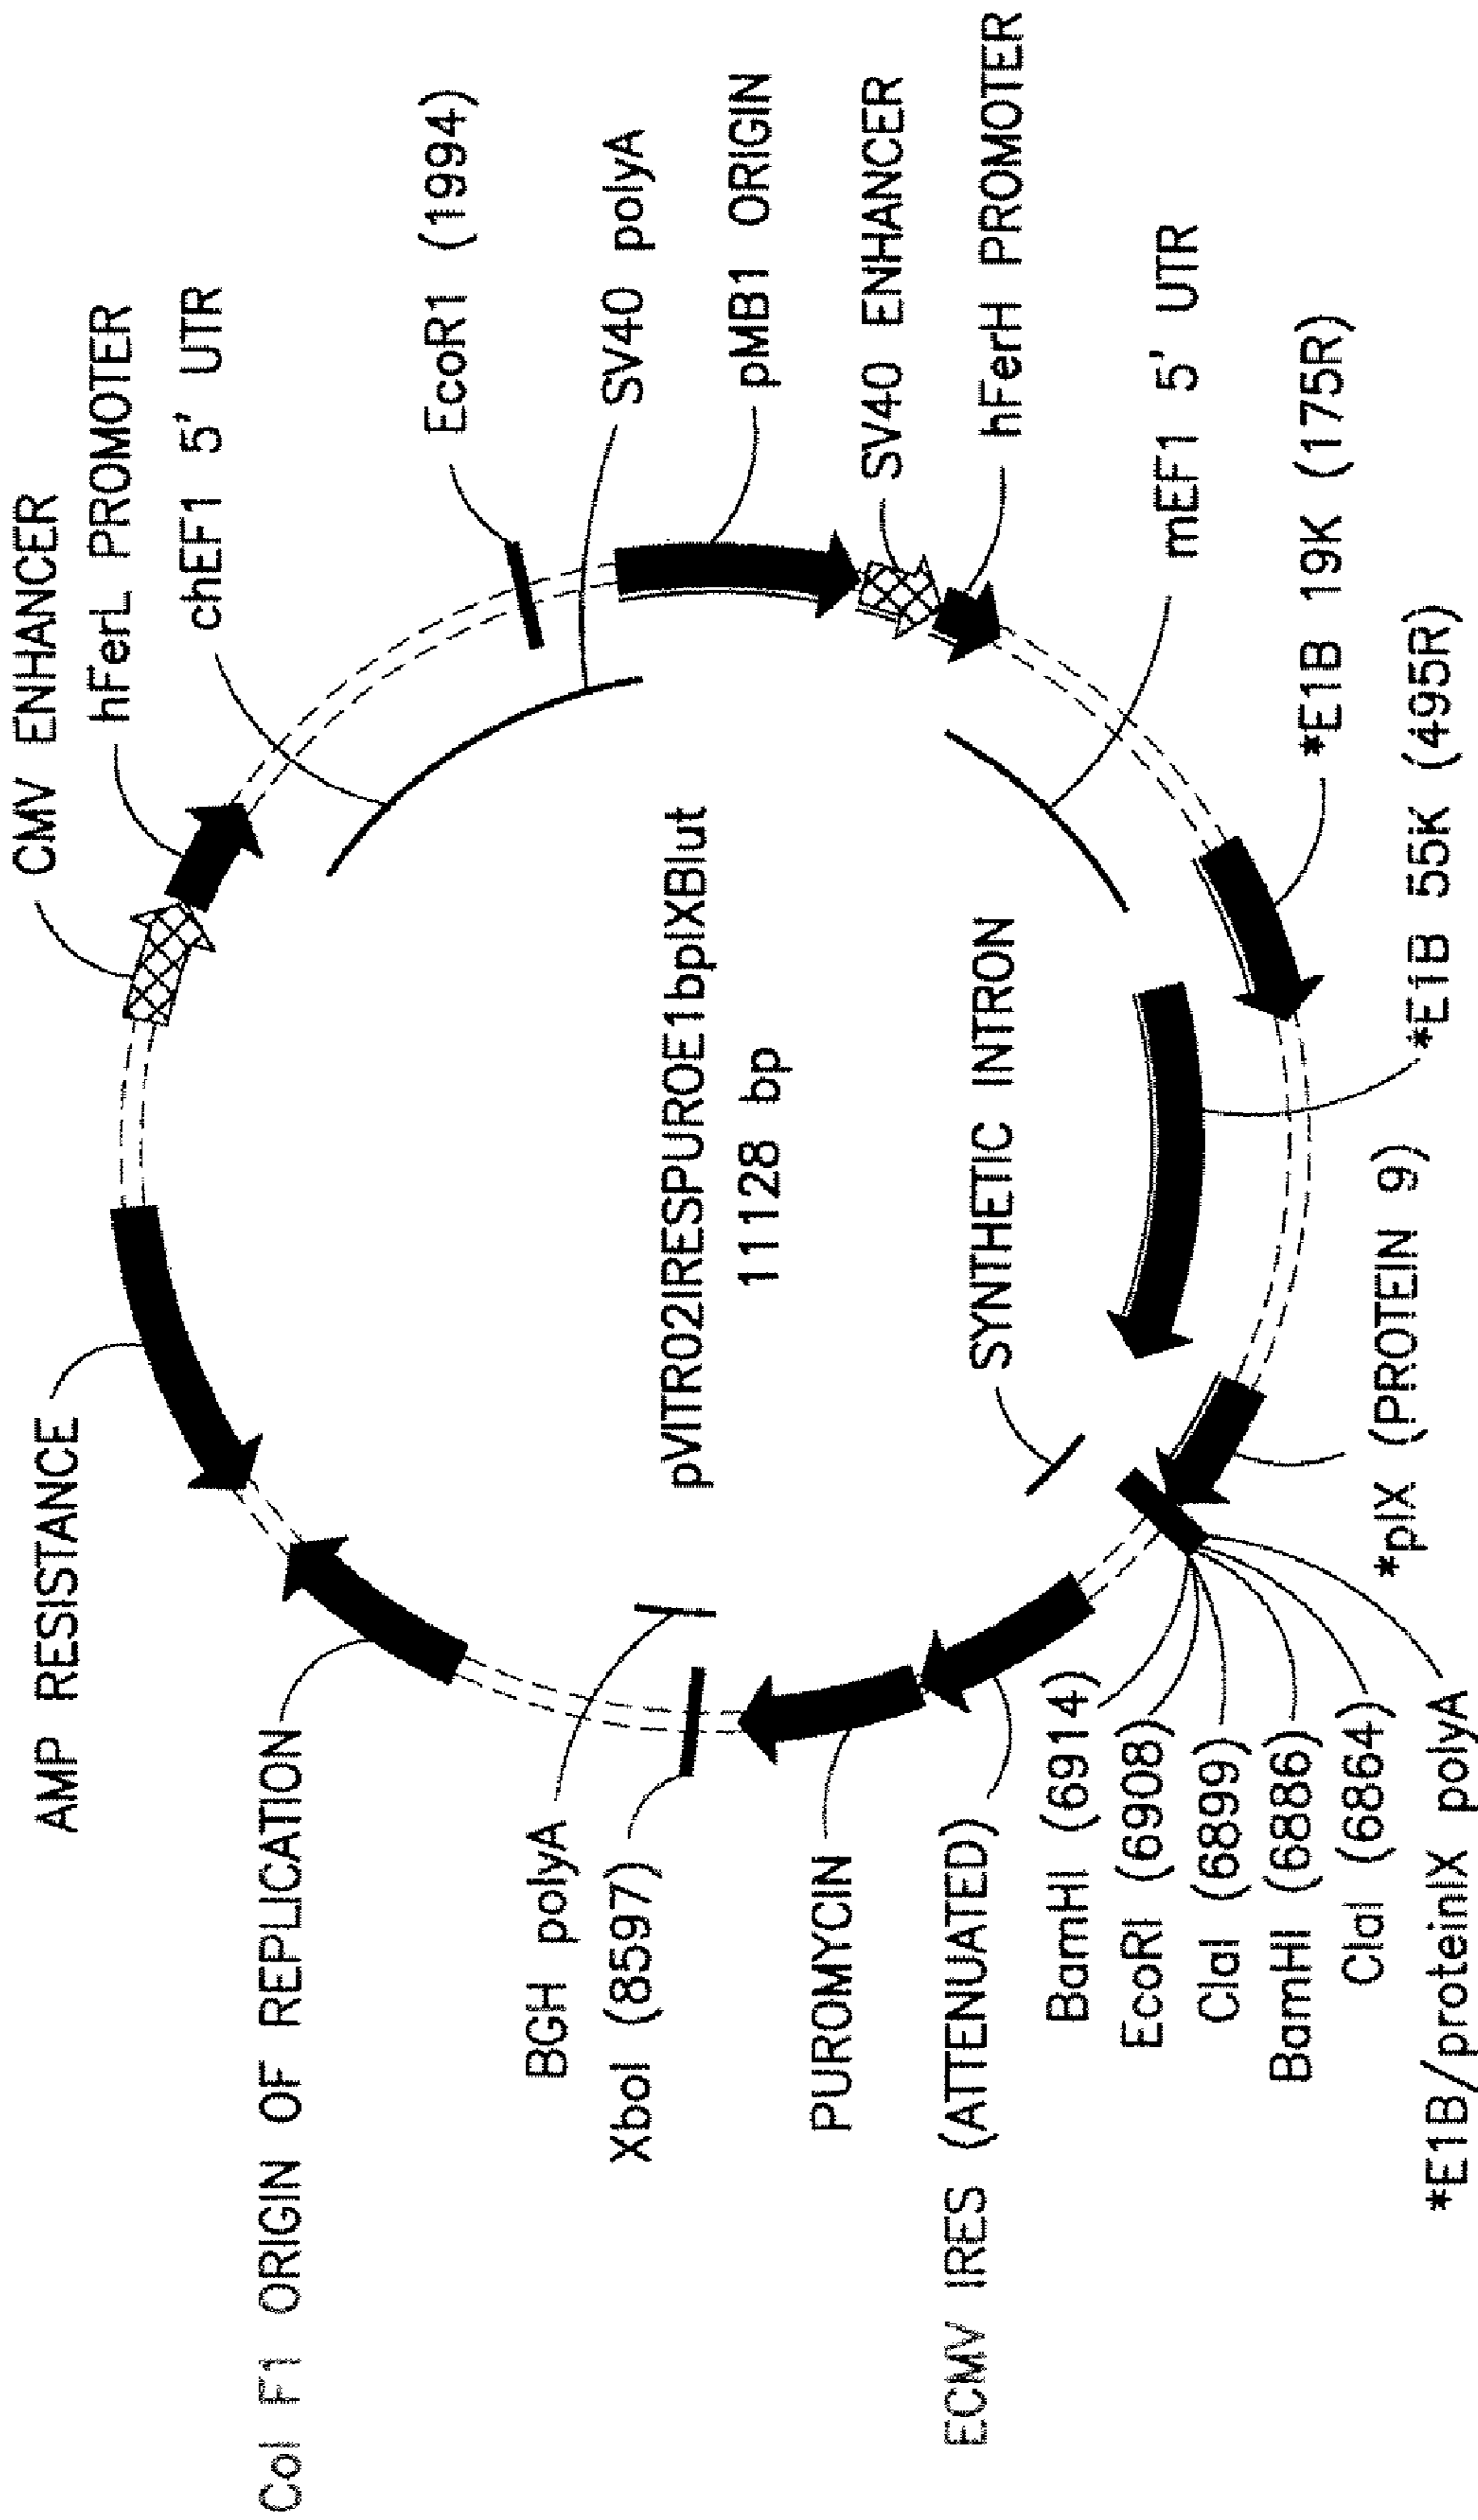 CMV ENHANCER
hFerL PROMOTER
chEF1 5' UTR
EcoR1 (1994)
SV40 polyA
pMB1 ORIGIN
SV40 ENHANCER
hFerH PROMOTER
mEF1 5' UTR
*E1B 19K (175R)
*E1B 55K (495R)
*pIX (PROTEIN 9)
SYNTHETIC INTRON
pVITRO2IRESPUROE1bpIXBlut
11128 bp
*E1B/proteinIX polyA
ClaI (6864)
BamHI (6886)
ClaI (6899)
EcoRI (6908)
BamHI (6914)
ECMV IRES (ATTENUATED)
PUROMYCIN
XboI (8597)
BGH polyA
Col F1 ORIGIN OF REPLICATION
AMP RESISTANCE